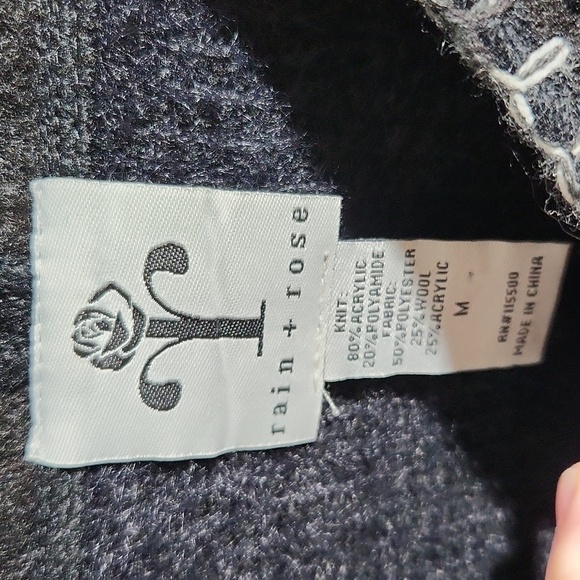 rain + rose
KNIT:
80% ACRYLIC
20% POLYAMIDE
FABRIC:
50% POLYESTER
25% WOOL
25% ACRYLIC
M
RN#115500
MADE IN CHINA